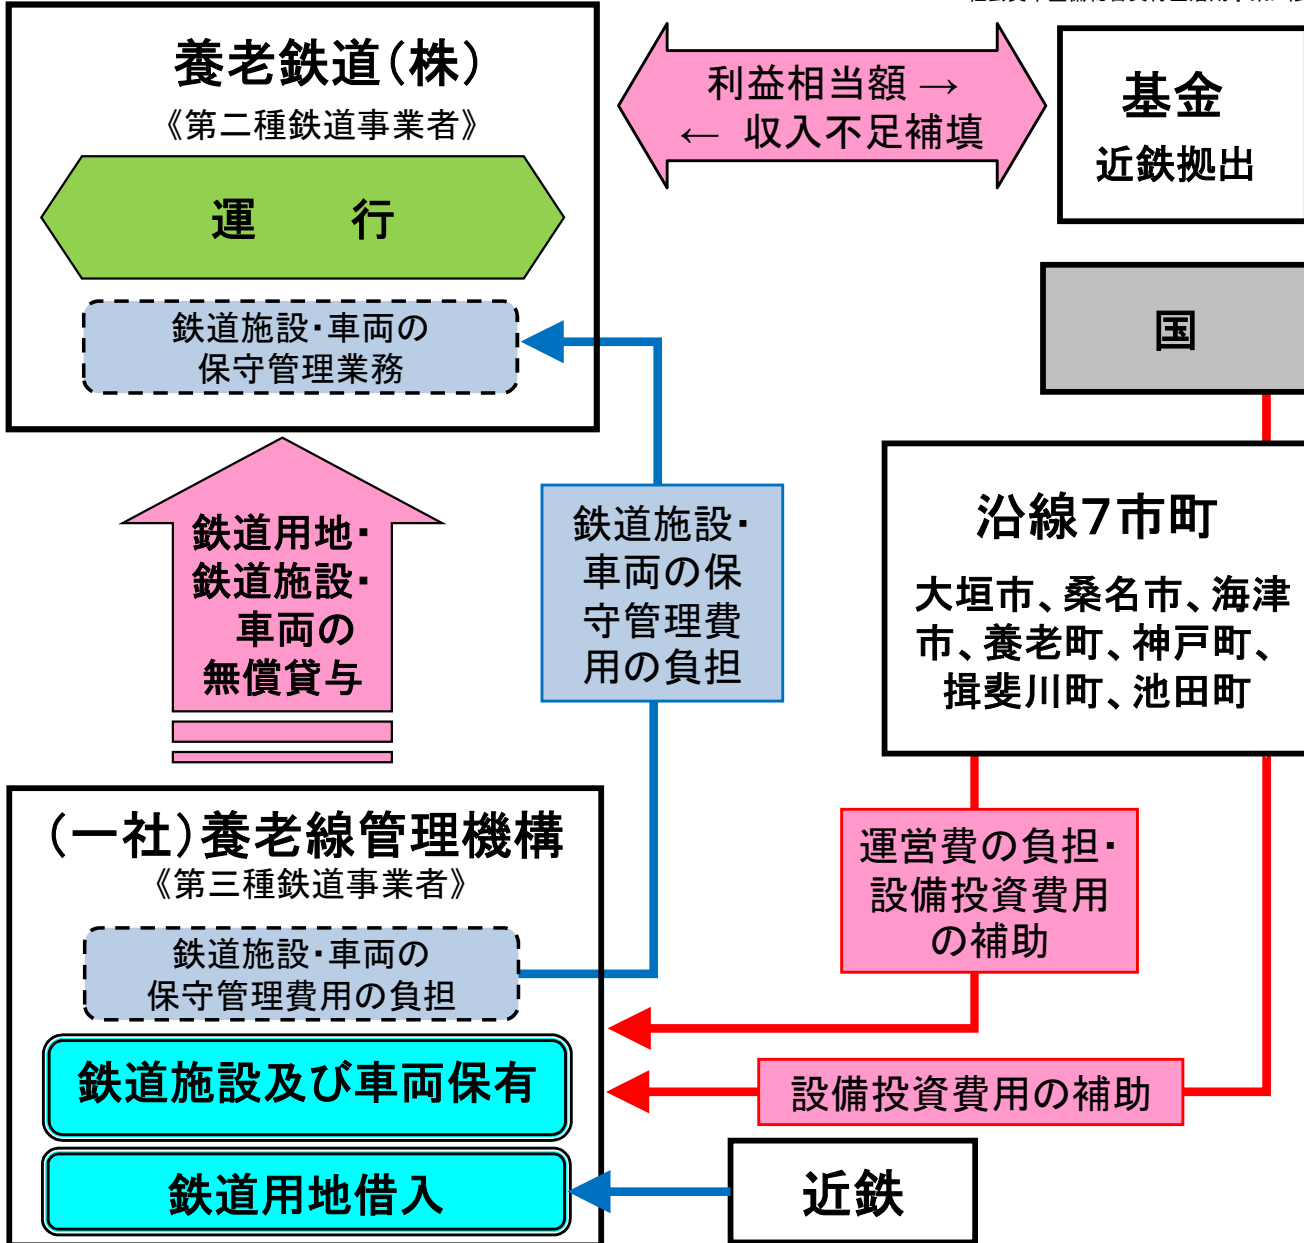 養老鉄道(株)
《第二種鉄道事業者》
運　行
鉄道施設・車両の
保守管理業務
利益相当額 →
← 収入不足補填
基金
近鉄拠出
国
鉄道用地・
鉄道施設・
車両の
無償貸与
鉄道施設・
車両の保
守管理費
用の負担
沿線7市町
大垣市、桑名市、海津
市、養老町、神戸町、
揖斐川町、池田町
(一社)養老線管理機構
《第三種鉄道事業者》
鉄道施設・車両の
保守管理費用の負担
鉄道施設及び車両保有
鉄道用地借入
運営費の負担・
設備投資費用
の補助
設備投資費用の補助
近鉄